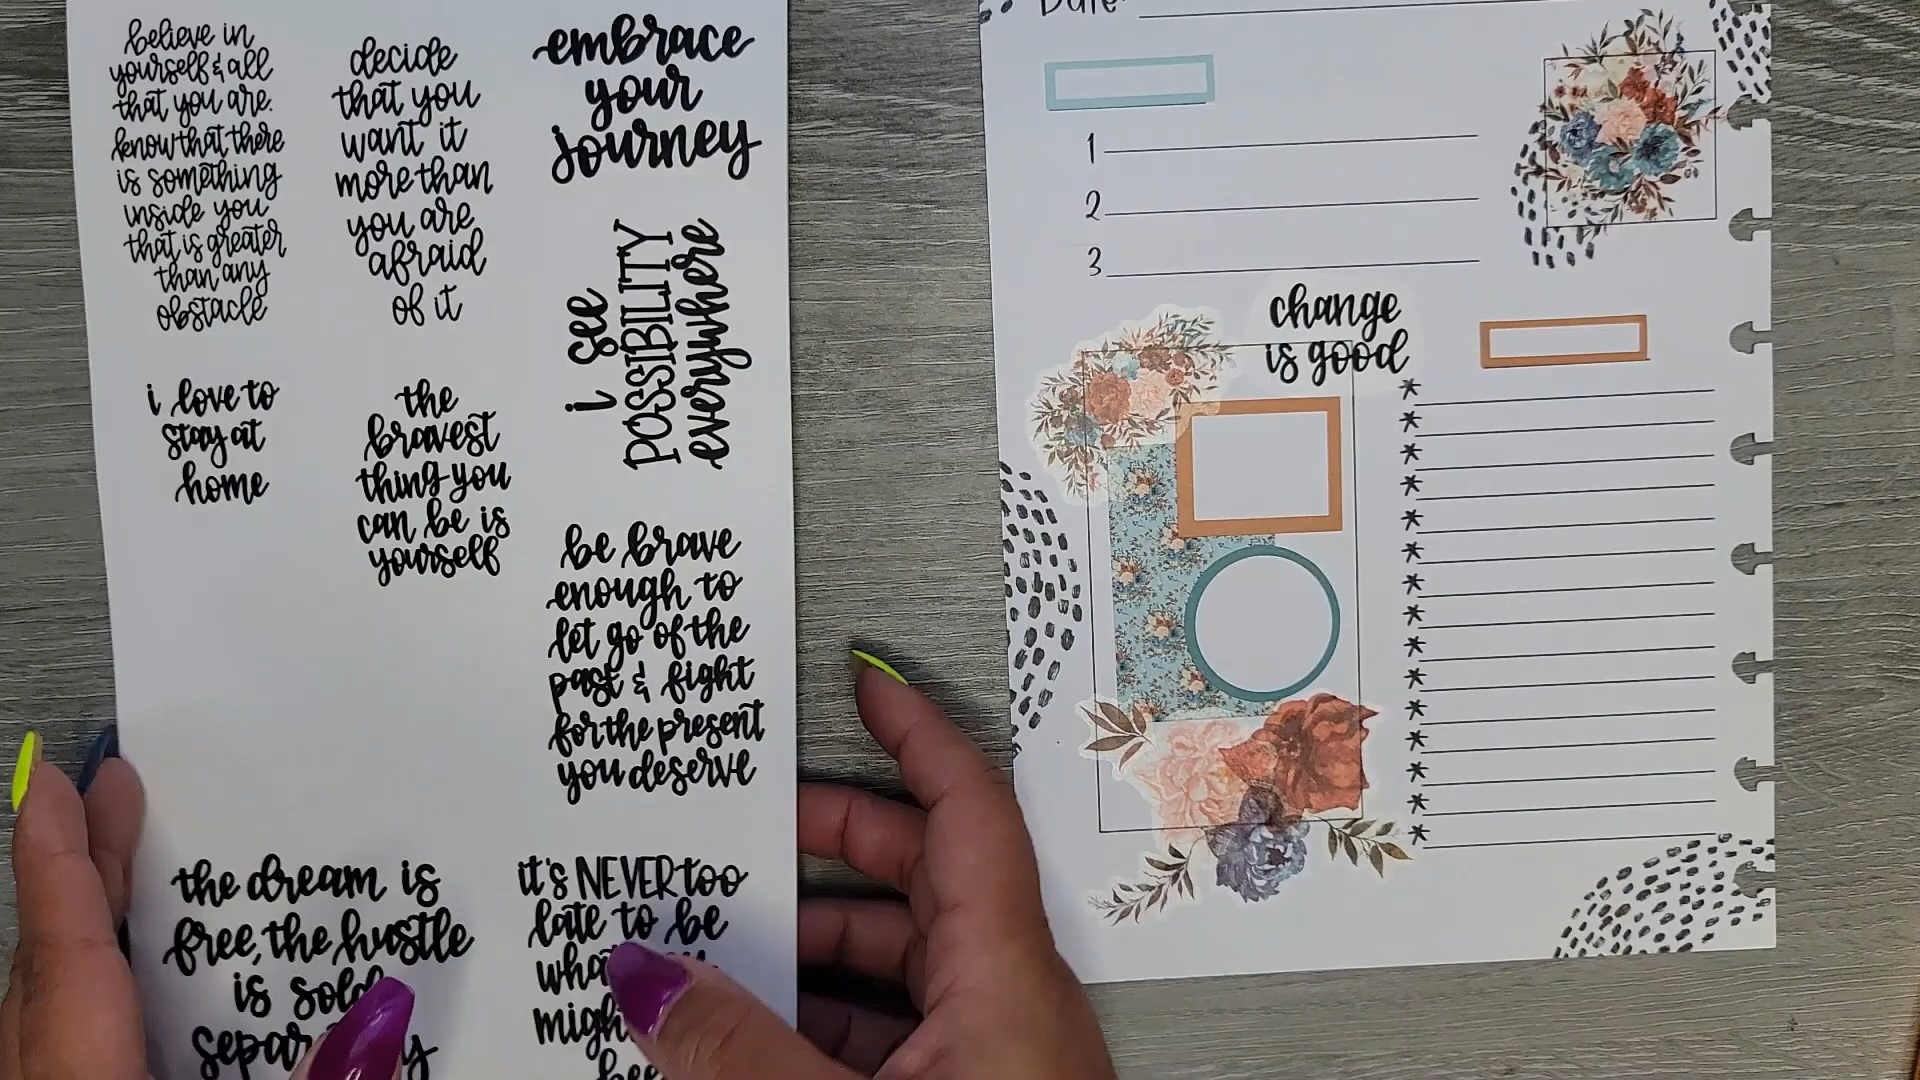 believe in
yourself & all
that you are.
know that there
is something
inside you
that is greater
than any
obstacle
decide
that you
want it
more than
you are
afraid
of it
embrace
your
journey
i see
POSSIBILITY
everywhere
i love to
stay at
home
the
bravest
thing you
can be is
yourself
be brave
enough to
let go of the
past & fight
for the present
you deserve
the dream is
free, the hustle
is sold
it's NEVER too
late to be
Date:
1
2
3
change
is good